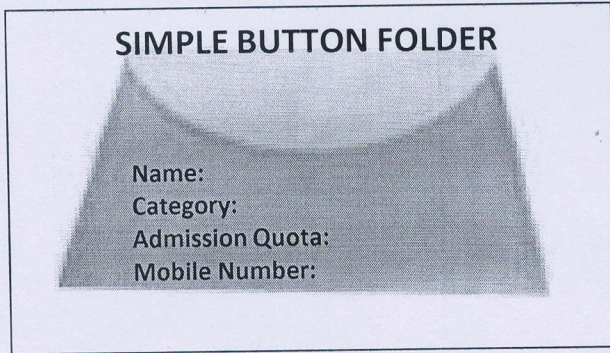 SIMPLE BUTTON FOLDER
Name:
Category:
Admission Quota:
Mobile Number: